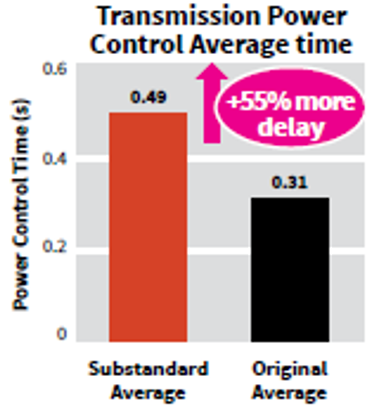 Transmission Power
Control Average time
Power Control Time (s)
0.6
0.4
0.2
0
0.49
+55% more
delay
0.31
Substandard
Average
Original
Average